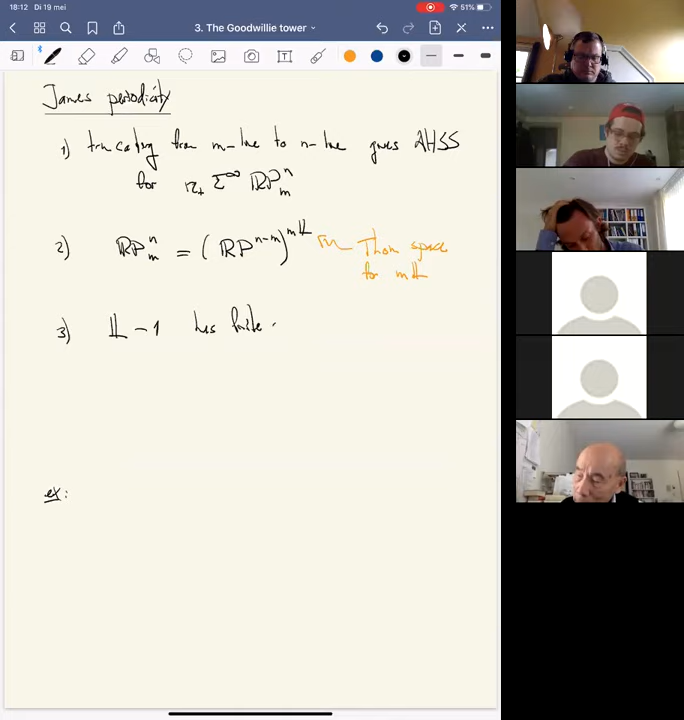 18:12 Di 19 mei
51%
3. The Goodwillie tower
James periodicity
1) truncating from m-line to n-line gives AHSS
for π_* Σ^∞ RP^n_m
2) RP^n_m = (RP^{n-m})^{mL} Thom space
for mL
3) L - 1 has finite
ex: